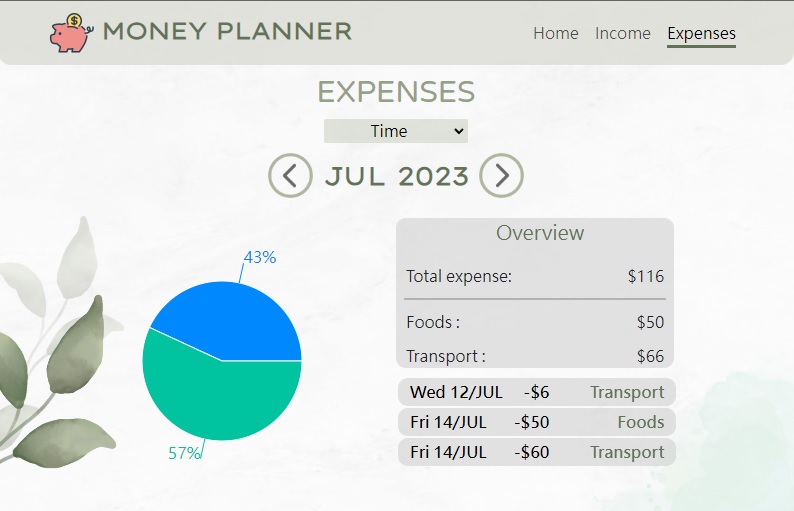 $
MONEY PLANNER
Home Income Expenses
EXPENSES
Time
JUL 2023
43%
57%
Overview
Total expense: $116
Foods : $50
Transport : $66
Wed 12/JUL -$6 Transport
Fri 14/JUL -$50 Foods
Fri 14/JUL -$60 Transport